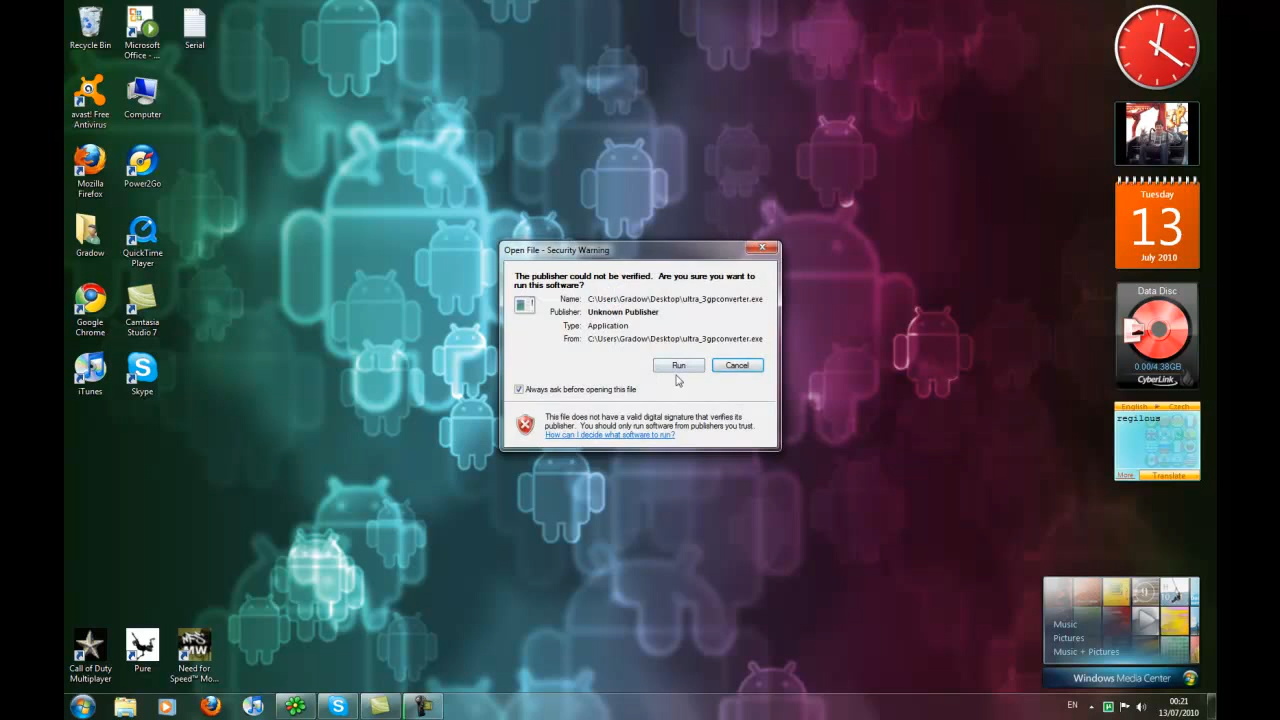 Recycle Bin
Microsoft
Office - ...
Serial
avast! Free
Antivirus
Computer
Mozilla
Firefox
Power2Go
Gradow
QuickTime
Player
Google
Chrome
Camtasia
Studio 7
iTunes
Skype
Call of Duty
Multiplayer
Pure
NFS
MW
Need for
Speed™ Mo...
Open File - Security Warning
The publisher could not be verified. Are you sure you want to
run this software?
Name: C:\Users\Gradow\Desktop\ultra_3gpconverter.exe
Publisher: Unknown Publisher
Type: Application
From: C:\Users\Gradow\Desktop\ultra_3gpconverter.exe
Run Cancel
Always ask before opening this file
This file does not have a valid digital signature that verifies its
publisher. You should only run software from publishers you trust.
How can I decide what software to run?
Tuesday
13
July 2010
Data Disc
0.00/4.38GB
CyberLink
English Czech
regilous
More Translate
Music
Pictures
Music + Pictures
Windows Media Center
EN
00:21
13/07/2010